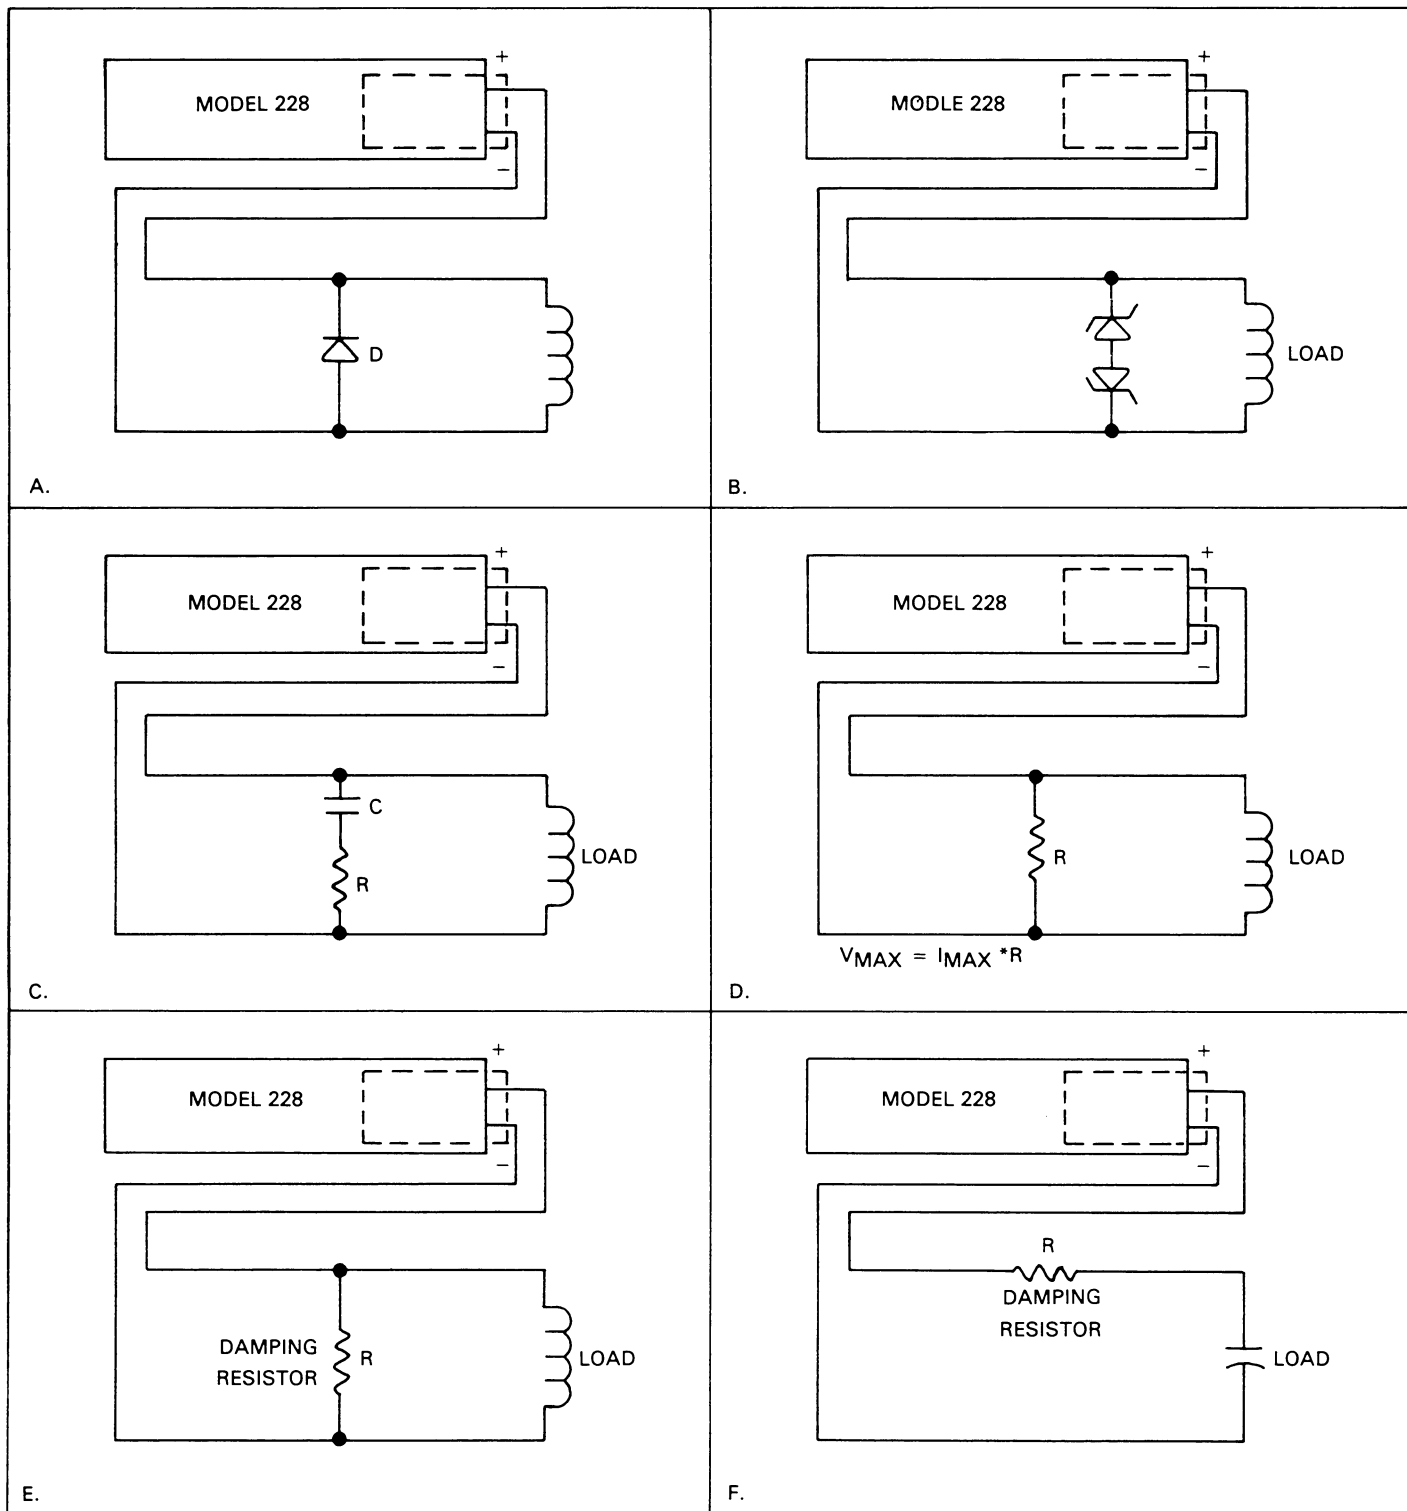 +
MODEL 228
−
D
A.
+
MODLE 228
−
LOAD
B.
+
MODEL 228
−
C
R
LOAD
C.
+
MODEL 228
−
R
LOAD
VMAX = IMAX *R
D.
+
MODEL 228
−
DAMPING
RESISTOR
R
LOAD
E.
+
MODEL 228
−
R
DAMPING
RESISTOR
LOAD
F.